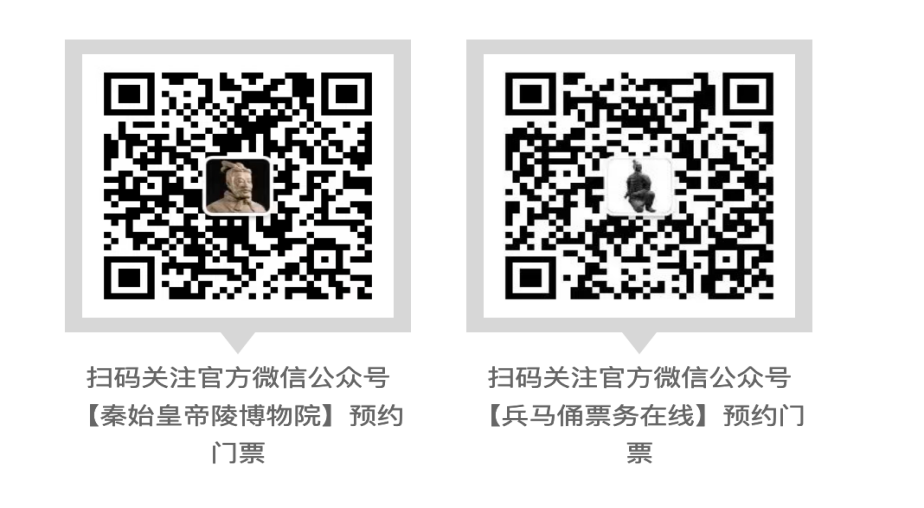 扫码关注官方微信公众号
【秦始皇帝陵博物院】预约
门票
扫码关注官方微信公众号
【兵马俑票务在线】预约门
票